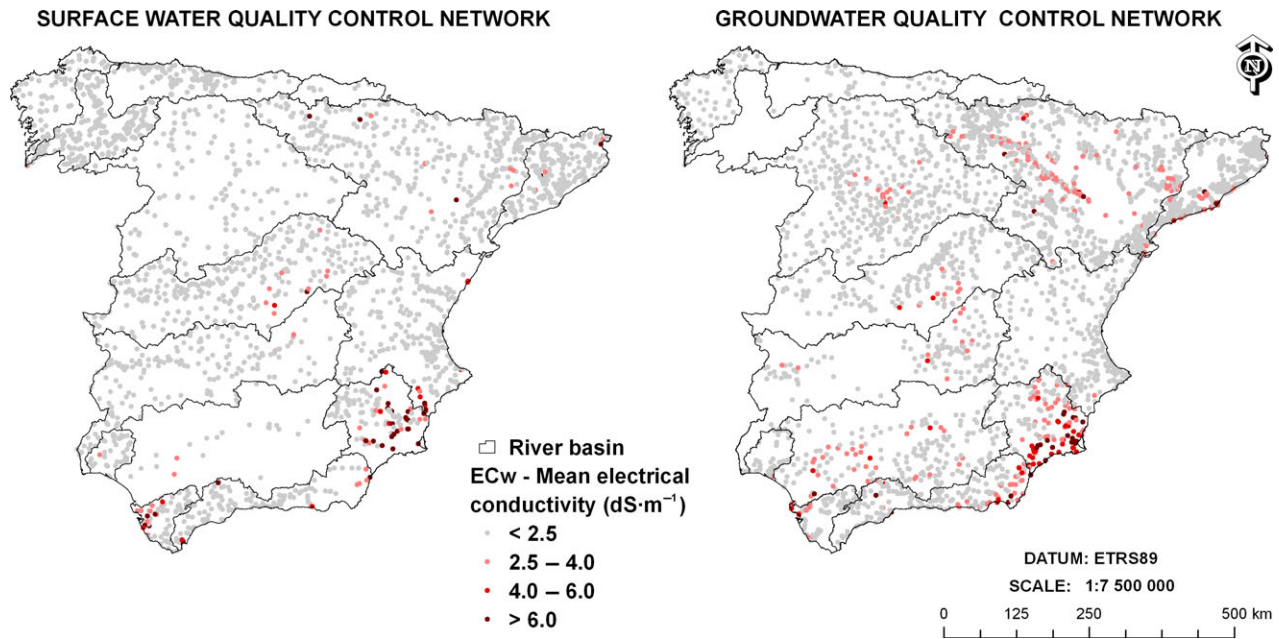 SURFACE WATER QUALITY CONTROL NETWORK
GROUNDWATER QUALITY CONTROL NETWORK
N
River basin
ECw - Mean electrical
conductivity (dS·m⁻¹)
< 2.5
2.5 – 4.0
4.0 – 6.0
> 6.0
DATUM: ETRS89
SCALE: 1:7 500 000
0 125 250 500 km